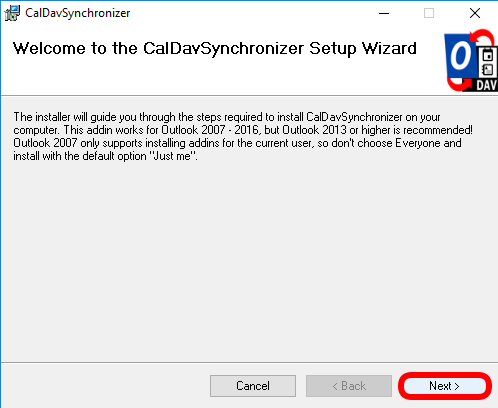 CalDavSynchronizer
Welcome to the CalDavSynchronizer Setup Wizard
O
DAV
The installer will guide you through the steps required to install CalDavSynchronizer on your
computer. This addin works for Outlook 2007 - 2016, but Outlook 2013 or higher is recommended!
Outlook 2007 only supports installing addins for the current user, so don't choose Everyone and
install with the default option "Just me".
Cancel
< Back
Next >